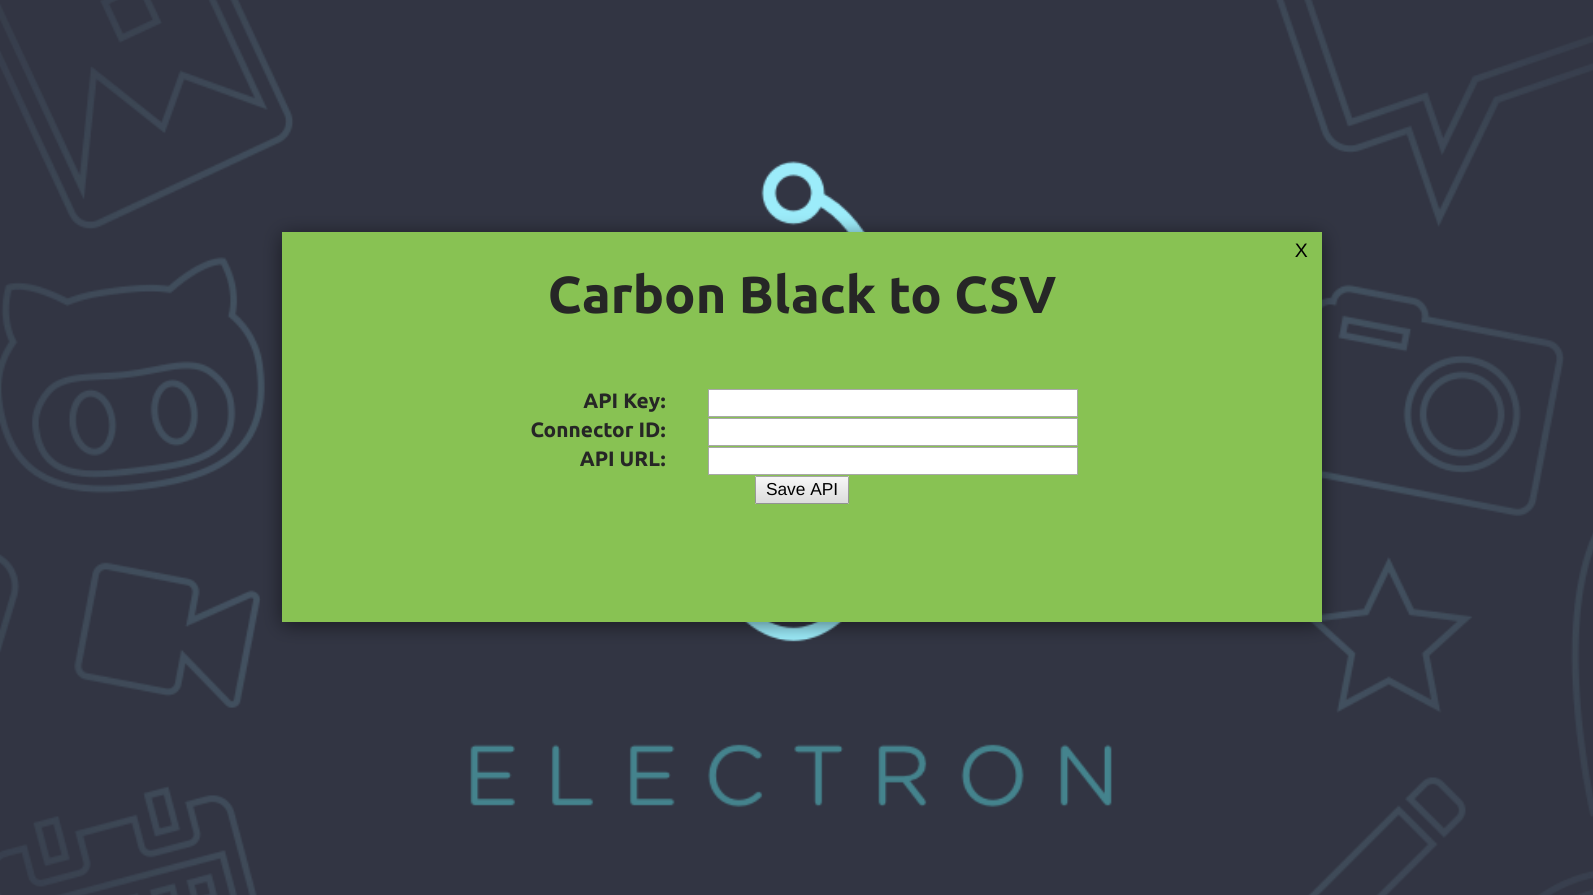 X
Carbon Black to CSV
API Key:
Connector ID:
API URL:
Save API
ELECTRON